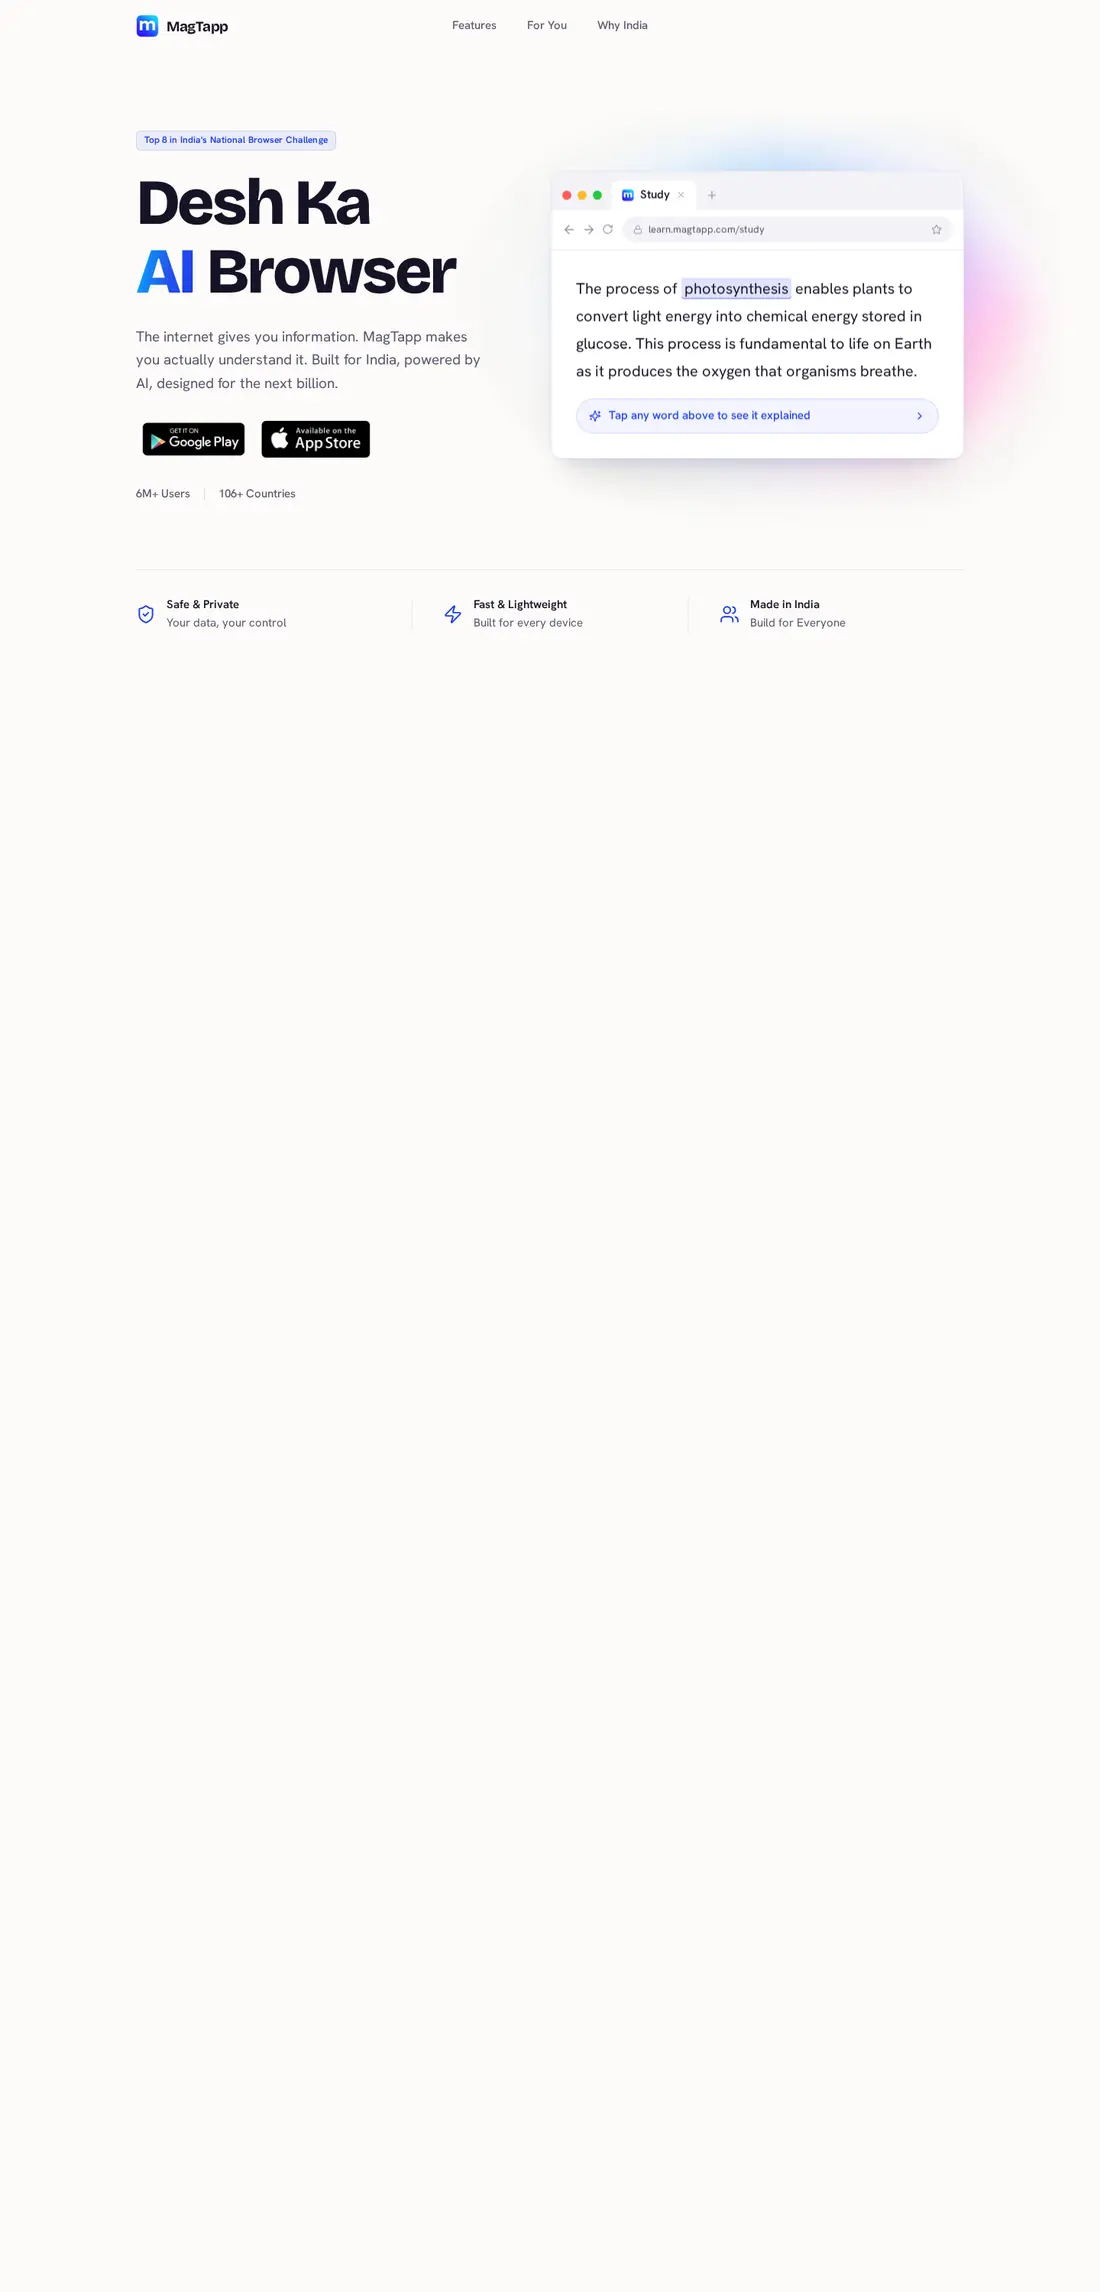 MagTapp
Features
For You
Why India
Top 8 in India's National Browser Challenge
Desh Ka
AI Browser
The internet gives you information. MagTapp makes
you actually understand it. Built for India, powered by
AI, designed for the next billion.
GET IT ON
Google Play
Available on the
App Store
6M+ Users
106+ Countries
m
Study
learn.magtapp.com/study
The process of photosynthesis enables plants to
convert light energy into chemical energy stored in
glucose. This process is fundamental to life on Earth
as it produces the oxygen that organisms breathe.
Tap any word above to see it explained
Safe & Private
Your data, your control
Fast & Lightweight
Built for every device
Made in India
Build for Everyone